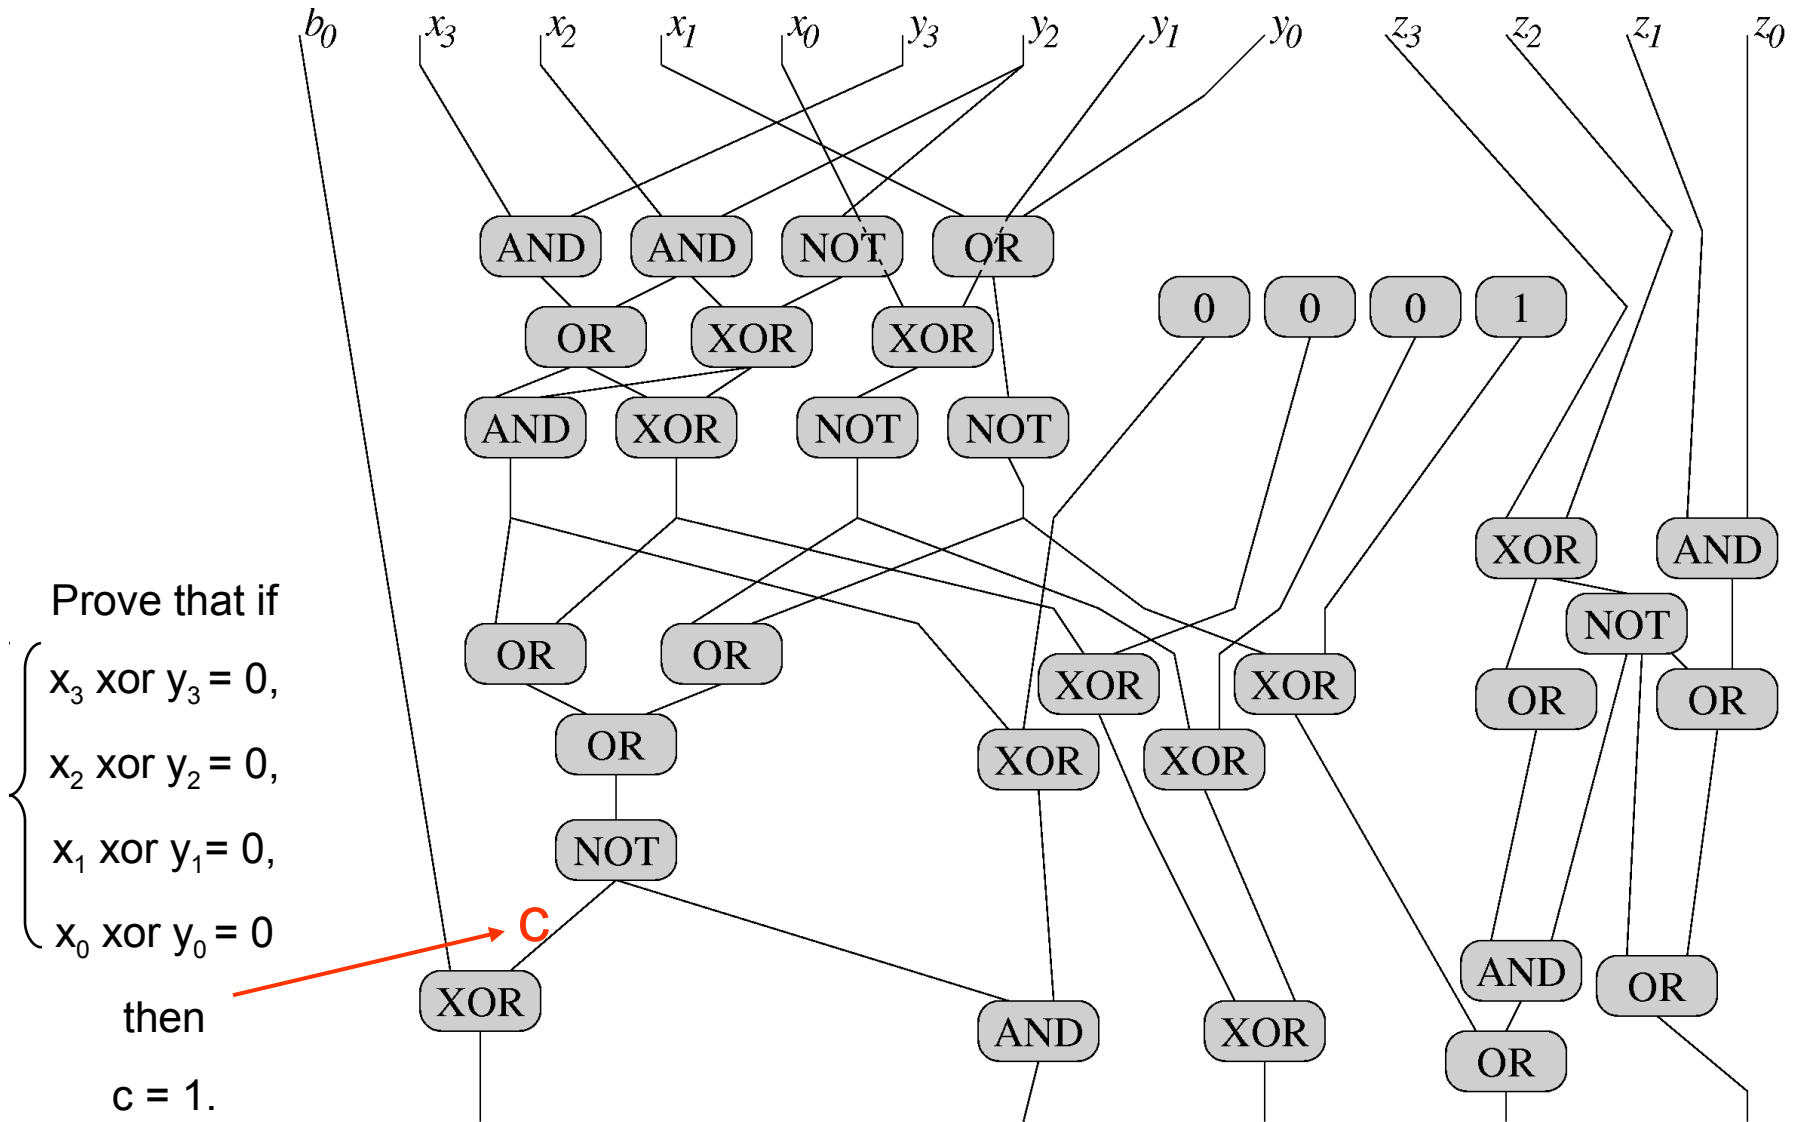 b0 x3 x2 x1 x0 y3 y2 y1 y0 z3 z2 z1 z0
AND AND NOT OR
0 0 0 1
OR XOR XOR
AND XOR NOT NOT
XOR AND
NOT
OR OR
XOR XOR
OR OR
OR
XOR XOR
NOT
AND OR
XOR
AND XOR
OR
Prove that if
x3 xor y3 = 0,
x2 xor y2 = 0,
x1 xor y1 = 0,
x0 xor y0 = 0
then
c = 1.
c